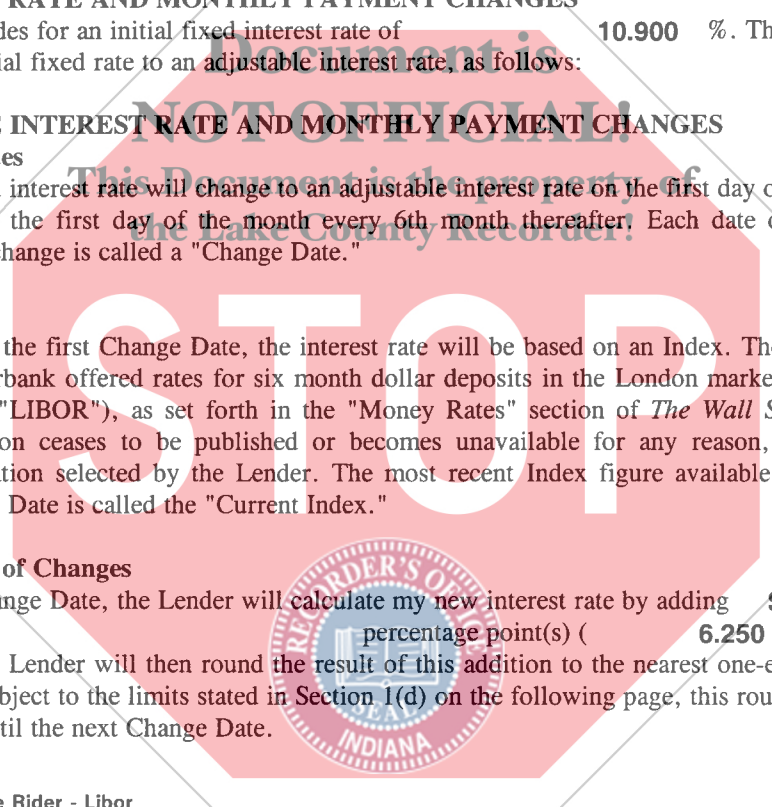 RATE AND MONTHLY PAYMENT CHANGES
des for an initial fixed interest rate of 10.900 %. Th
ial fixed rate to an adjustable interest rate, as follows:
Document is
NOT OFFICIAL!
This Document is the property of
the Lake County Recorder!
INTEREST RATE AND MONTHLY PAYMENT CHANGES
es
interest rate will change to an adjustable interest rate on the first day o
the first day of the month every 6th month thereafter. Each date
hange is called a "Change Date."
STOP
the first Change Date, the interest rate will be based on an Index. Th
rbank offered rates for six month dollar deposits in the London marke
"LIBOR"), as set forth in the "Money Rates" section of The Wall S
on ceases to be published or becomes unavailable for any reason,
tion selected by the Lender. The most recent Index figure available
Date is called the "Current Index."
of Changes
nge Date, the Lender will calculate my new interest rate by adding
percentage point(s) ( 6.250
Lender will then round the result of this addition to the nearest one-e
bject to the limits stated in Section 1(d) on the following page, this rou
til the next Change Date.
RECORDER'S OFFICE
SEAL
INDIANA
e Rider - Libor